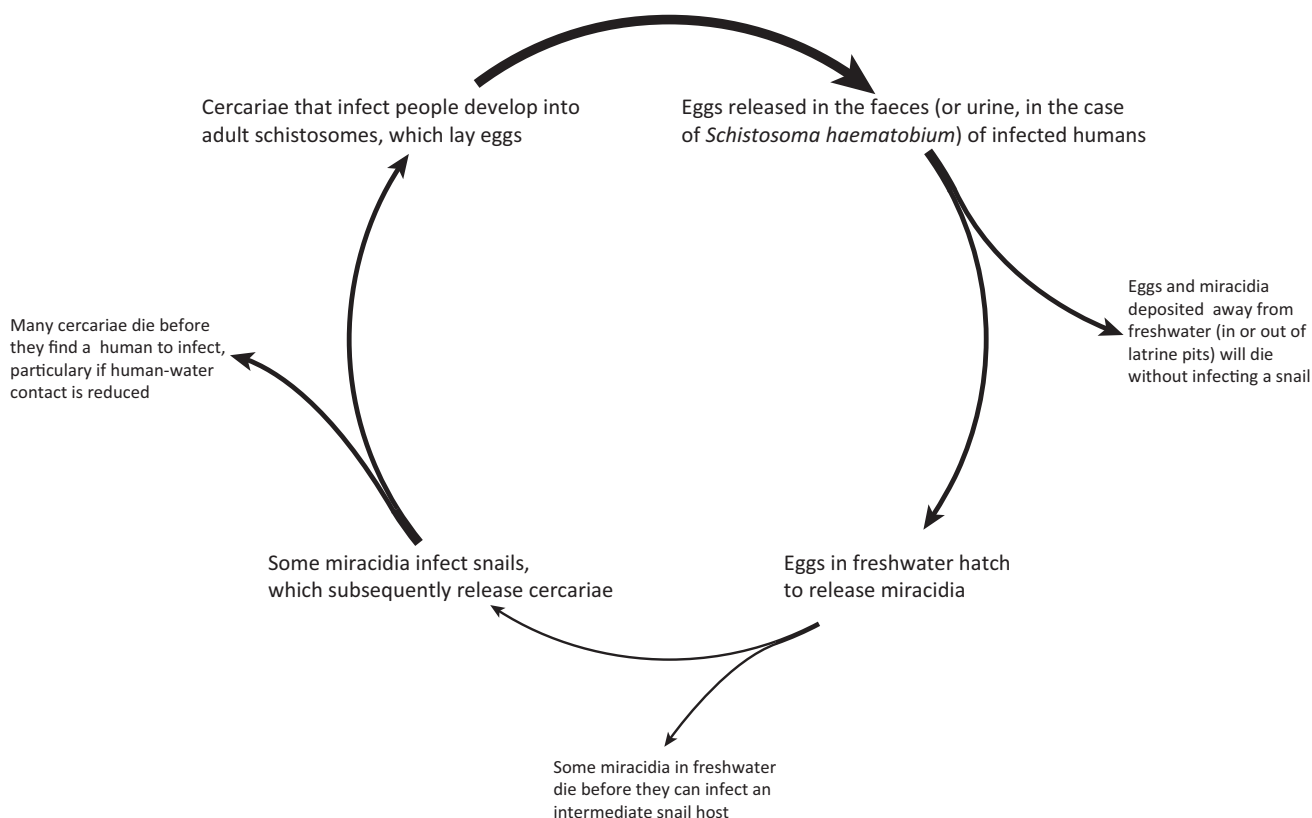 Cercariae that infect people develop into
adult schistosomes, which lay eggs
Eggs released in the faeces (or urine, in the case
of Schistosoma haematobium) of infected humans
Eggs and miracidia
deposited away from
freshwater (in or out of
latrine pits) will die
without infecting a snail
Eggs in freshwater hatch
to release miracidia
Some miracidia in freshwater
die before they can infect an
intermediate snail host
Some miracidia infect snails,
which subsequently release cercariae
Many cercariae die before
they find a human to infect,
particulary if human-water
contact is reduced